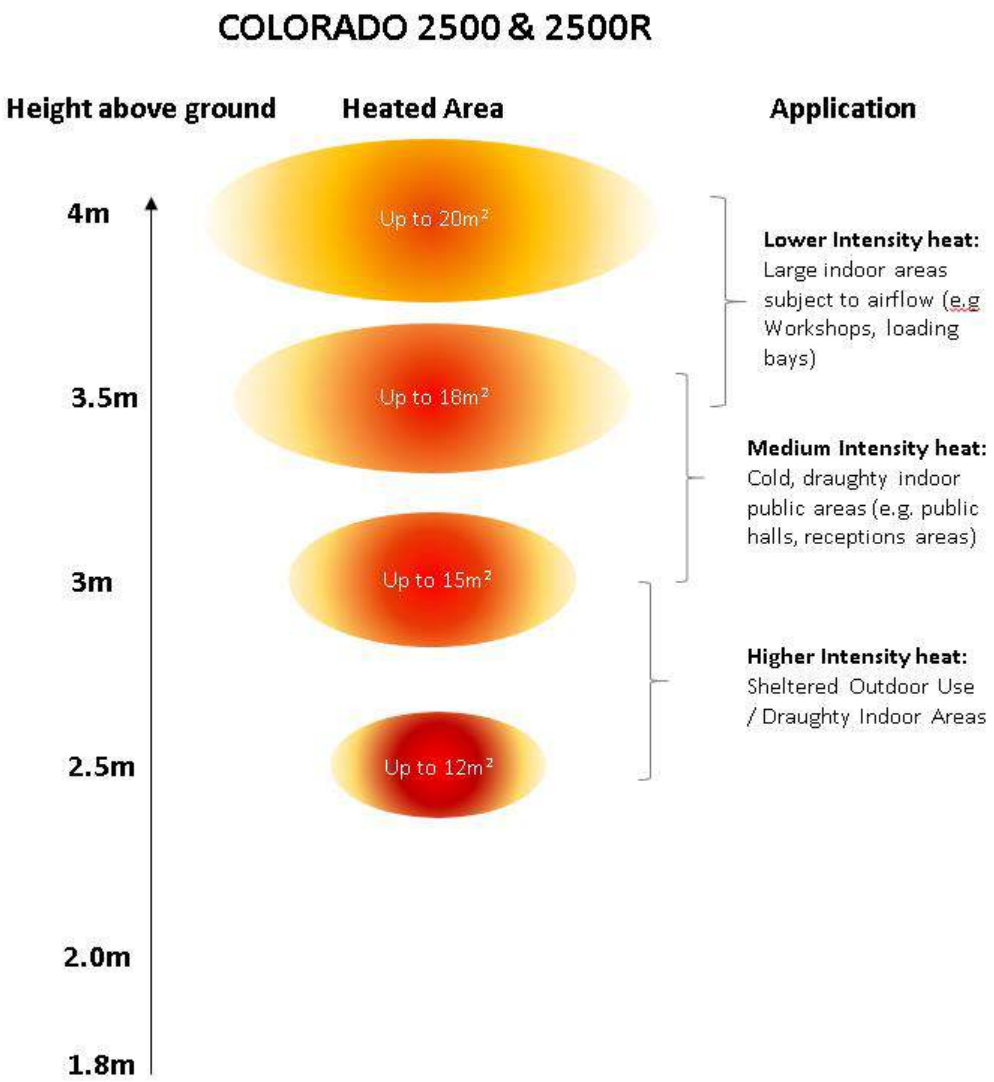 COLORADO 2500 & 2500R
Height above ground
Heated Area
Application
4m
Up to 20m²
Lower Intensity heat:
Large indoor areas
subject to airflow (e.g
Workshops, loading
bays)
3.5m
Up to 18m²
Medium Intensity heat:
Cold, draughty indoor
public areas (e.g. public
halls, receptions areas)
3m
Up to 15m²
Higher Intensity heat:
Sheltered Outdoor Use
/ Draughty Indoor Areas
2.5m
Up to 12m²
2.0m
1.8m